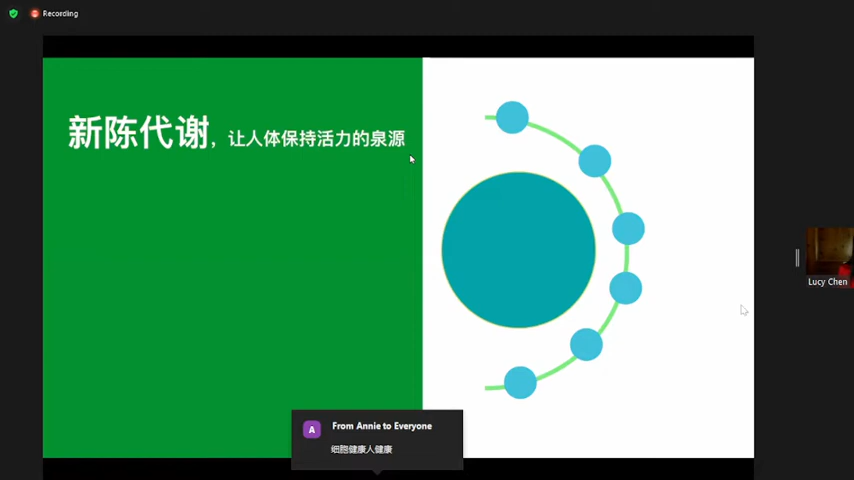 Recording
新陈代谢，让人体保持活力的泉源
Lucy Chen
A
From Annie to Everyone
细胞健康人健康